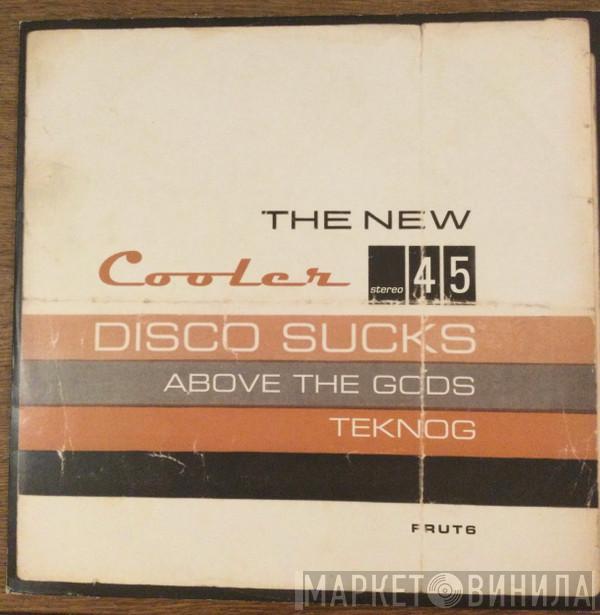 THE NEW
Cooler stereo 45
DISCO SUCKS
ABOVE THE GODS
TEKNOG
FRUT6
МАРКЕТ ВИНИЛА